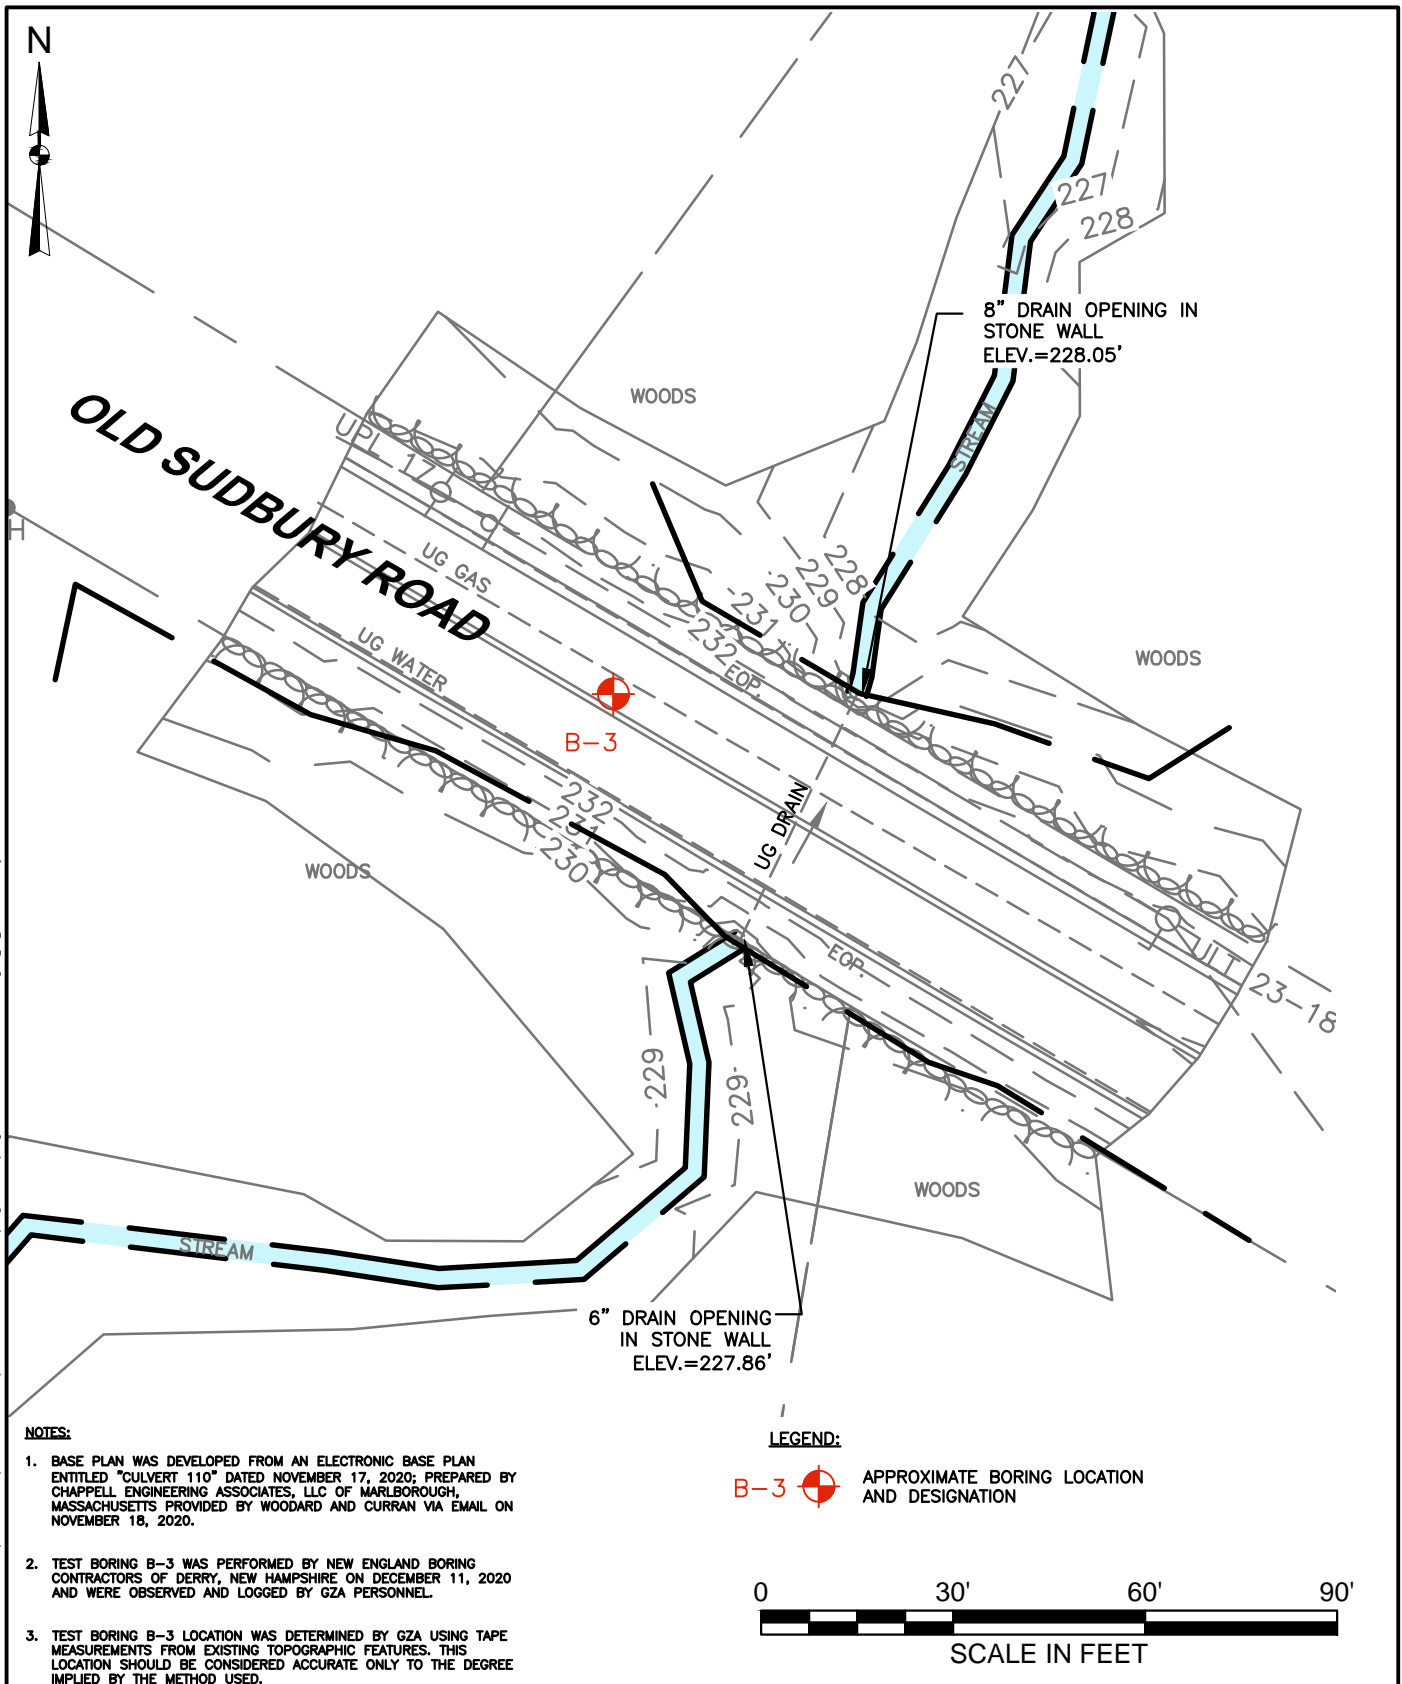 N
227
227
228
8" DRAIN OPENING IN
STONE WALL
ELEV.=228.05'
WOODS
STREAM
OLD SUDBURY ROAD
UPL 17
H
UG GAS
UG WATER
228
229
230
231
232
EOP.
WOODS
B-3
UG DRAIN
232
231
230
WOODS
EOP.
ULT 23-18
229
229
WOODS
STREAM
6" DRAIN OPENING
IN STONE WALL
ELEV.=227.86'
NOTES:
1. BASE PLAN WAS DEVELOPED FROM AN ELECTRONIC BASE PLAN
ENTITLED "CULVERT 110" DATED NOVEMBER 17, 2020; PREPARED BY
CHAPPELL ENGINEERING ASSOCIATES, LLC OF MARLBOROUGH,
MASSACHUSETTS PROVIDED BY WOODARD AND CURRAN VIA EMAIL ON
NOVEMBER 18, 2020.
2. TEST BORING B-3 WAS PERFORMED BY NEW ENGLAND BORING
CONTRACTORS OF DERRY, NEW HAMPSHIRE ON DECEMBER 11, 2020
AND WERE OBSERVED AND LOGGED BY GZA PERSONNEL.
3. TEST BORING B-3 LOCATION WAS DETERMINED BY GZA USING TAPE
MEASUREMENTS FROM EXISTING TOPOGRAPHIC FEATURES. THIS
LOCATION SHOULD BE CONSIDERED ACCURATE ONLY TO THE DEGREE
IMPLIED BY THE METHOD USED.
LEGEND:
B-3 APPROXIMATE BORING LOCATION
AND DESIGNATION
0 30' 60' 90'
SCALE IN FEET